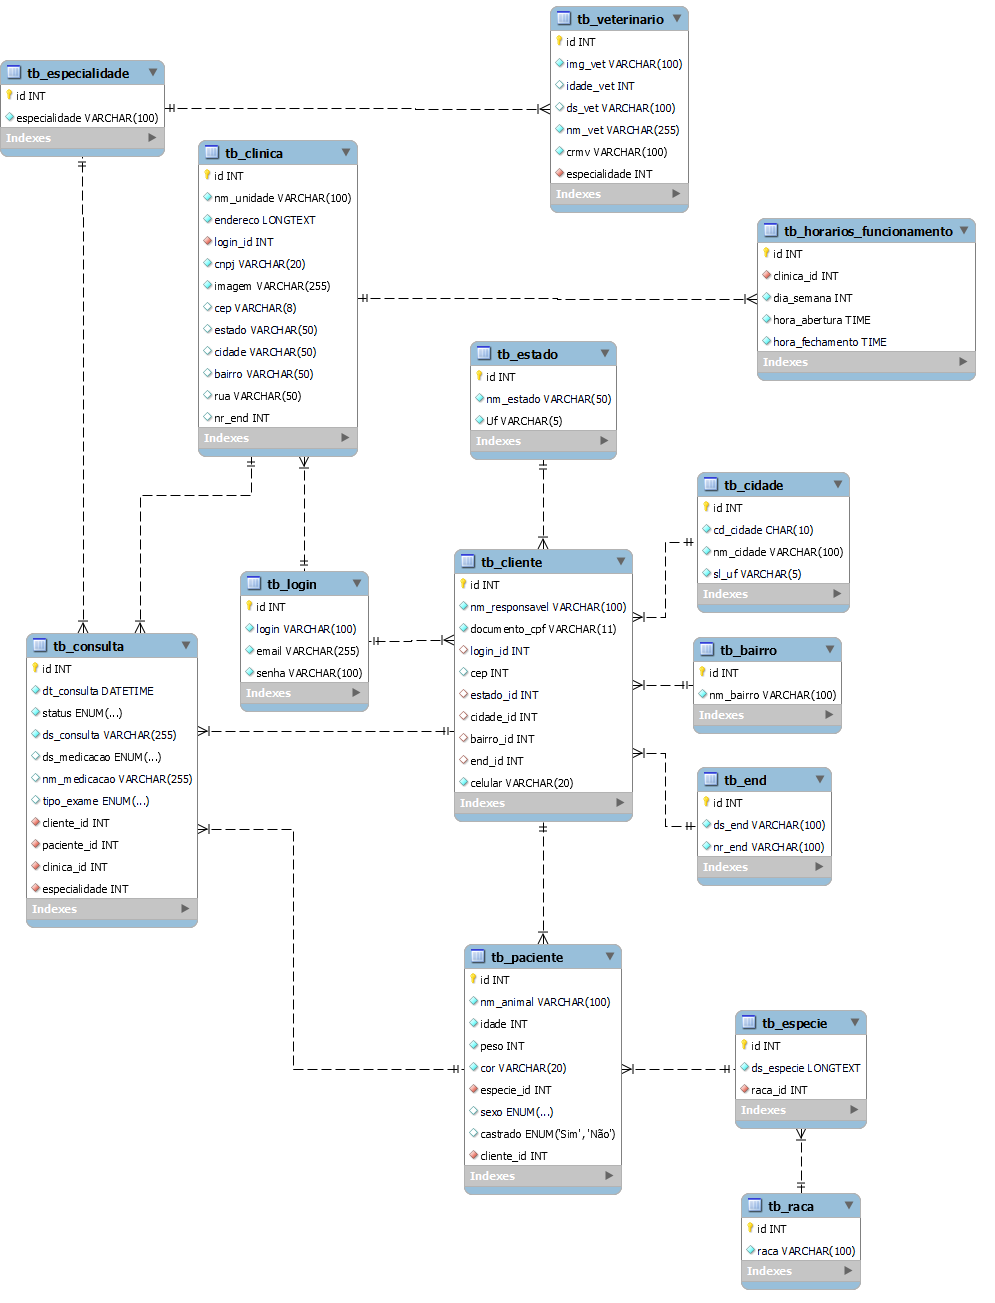 tb_veterinario
id INT
img_vet VARCHAR(100)
idade_vet INT
ds_vet VARCHAR(100)
nm_vet VARCHAR(255)
crmv VARCHAR(100)
especialidade INT
Indexes
tb_especialidade
id INT
especialidade VARCHAR(100)
Indexes
tb_clinica
id INT
nm_unidade VARCHAR(100)
endereco LONGTEXT
login_id INT
cnpj VARCHAR(20)
imagem VARCHAR(255)
cep VARCHAR(8)
estado VARCHAR(50)
cidade VARCHAR(50)
bairro VARCHAR(50)
rua VARCHAR(50)
nr_end INT
Indexes
tb_horarios_funcionamento
id INT
clinica_id INT
dia_semana INT
hora_abertura TIME
hora_fechamento TIME
Indexes
tb_estado
id INT
nm_estado VARCHAR(50)
Uf VARCHAR(5)
Indexes
tb_cidade
id INT
cd_cidade CHAR(10)
nm_cidade VARCHAR(100)
sl_uf VARCHAR(5)
Indexes
tb_cliente
id INT
nm_responsavel VARCHAR(100)
documento_cpf VARCHAR(11)
login_id INT
cep INT
estado_id INT
cidade_id INT
bairro_id INT
end_id INT
celular VARCHAR(20)
Indexes
tb_login
id INT
login VARCHAR(100)
email VARCHAR(255)
senha VARCHAR(100)
Indexes
tb_consulta
id INT
dt_consulta DATETIME
status ENUM(...)
ds_consulta VARCHAR(255)
ds_medicacao ENUM(...)
nm_medicacao VARCHAR(255)
tipo_exame ENUM(...)
cliente_id INT
paciente_id INT
clinica_id INT
especialidade INT
Indexes
tb_bairro
id INT
nm_bairro VARCHAR(100)
Indexes
tb_end
id INT
ds_end VARCHAR(100)
nr_end VARCHAR(100)
Indexes
tb_paciente
id INT
nm_animal VARCHAR(100)
idade INT
peso INT
cor VARCHAR(20)
especie_id INT
sexo ENUM(...)
castrado ENUM('Sim', 'Não')
cliente_id INT
Indexes
tb_especie
id INT
ds_especie LONGTEXT
raca_id INT
Indexes
tb_raca
id INT
raca VARCHAR(100)
Indexes